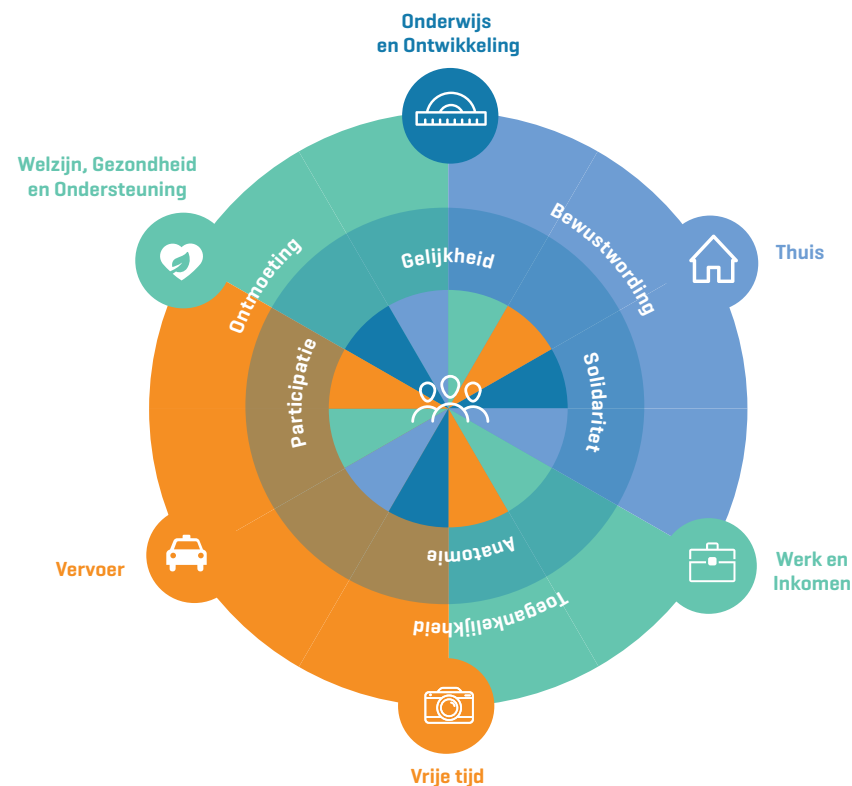 Onderwijs
en Ontwikkeling
Welzijn, Gezondheid
en Ondersteuning
Thuis
Bewustwording
Gelijkheid
Ontmoeting
Participatie
Solidaritet
Anatomie
Toegankelijkheid
Vervoer
Werk en
Inkomen
Vrije tijd